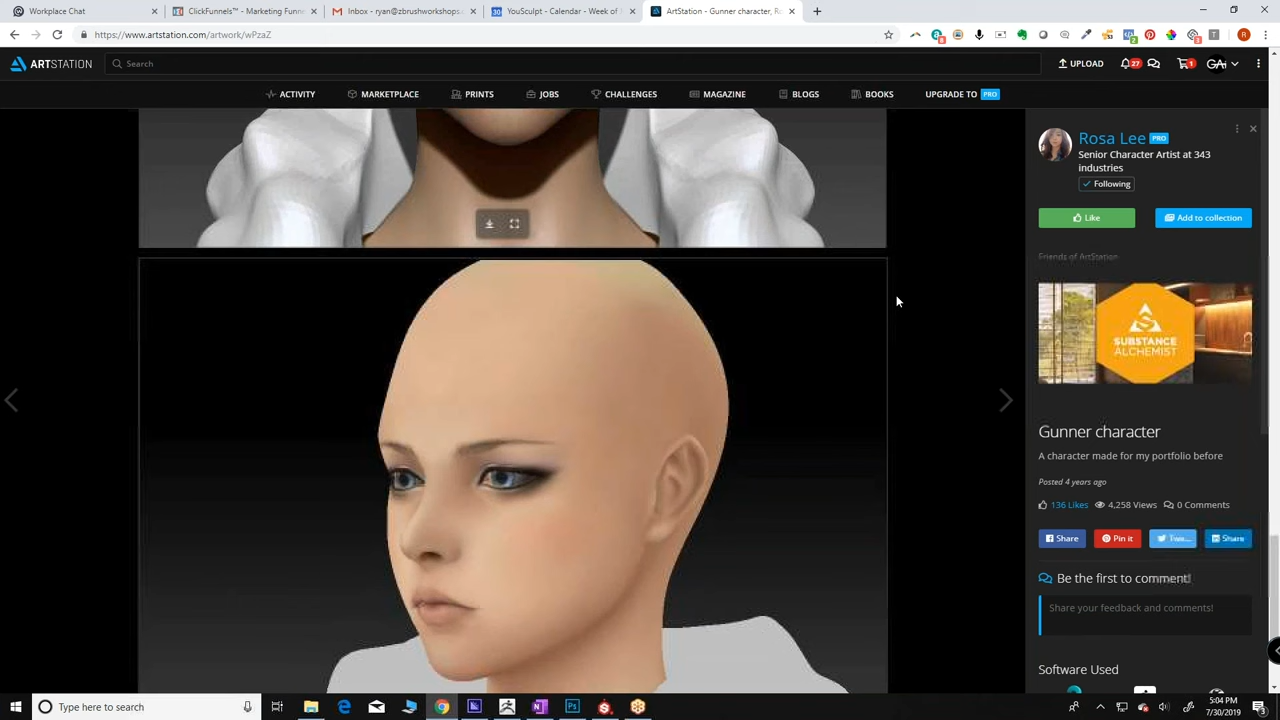 Workplace Chat
ClickFunnels™ - Marketing Funne
Inbox - ryan@zbrushworkshops.
YouSculpt - Calendar - Week of
ArtStation - Gunner character, Ro
https://www.artstation.com/artwork/wPzaZ
ARTSTATION
Search
UPLOAD
27
1
ACTIVITY
MARKETPLACE
PRINTS
JOBS
CHALLENGES
MAGAZINE
BLOGS
BOOKS
UPGRADE TO PRO
Rosa Lee PRO
Senior Character Artist at 343
industries
Following
Like
Add to collection
Friends of ArtStation
SUBSTANCE
ALCHEMIST
Gunner character
A character made for my portfolio before
Posted 4 years ago
136 Likes 4,258 Views 0 Comments
Share
Pin it
Share
Be the first to comment!
Share your feedback and comments!
Software Used
Type here to search
5:04 PM
7/30/2019